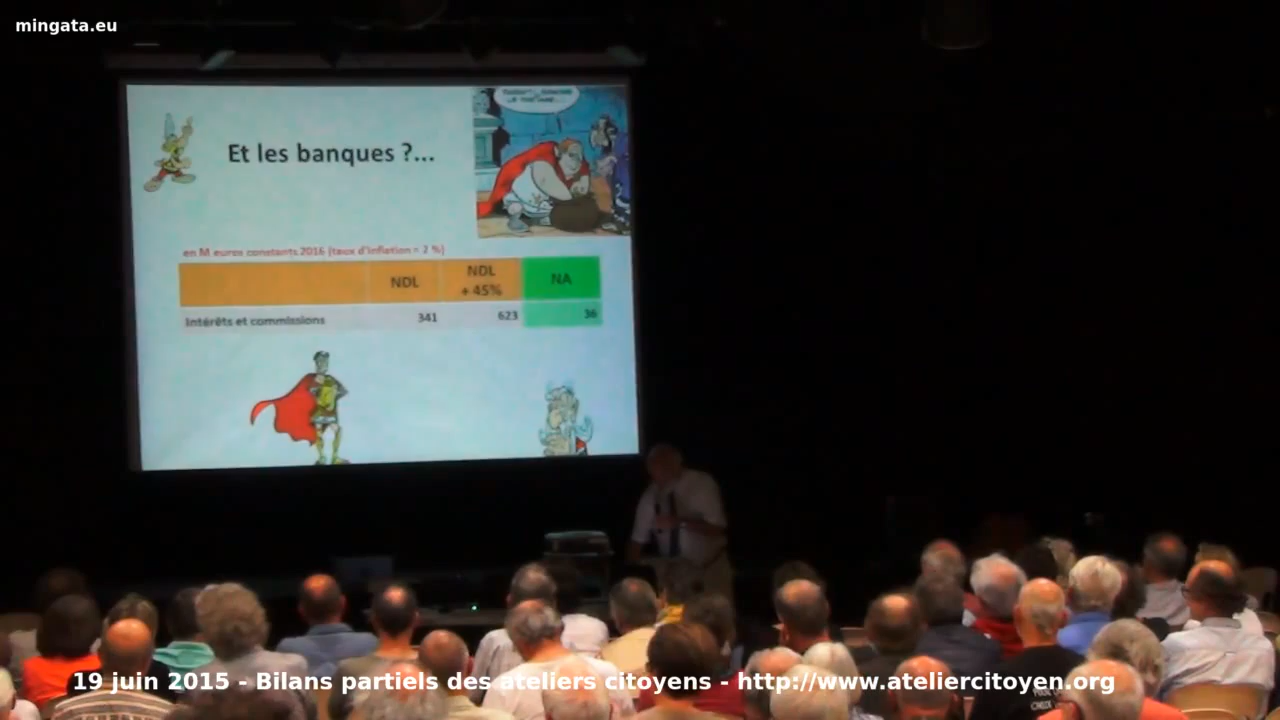 mingata.eu
Et les banques ?...
en M euros constants 2016 (taux d'inflation = 2 %)
NDL
NDL
+ 45%
NA
Intérêts et commissions 341 623 36
19 juin 2015 - Bilans partiels des ateliers citoyens - http://www.ateliercitoyen.org